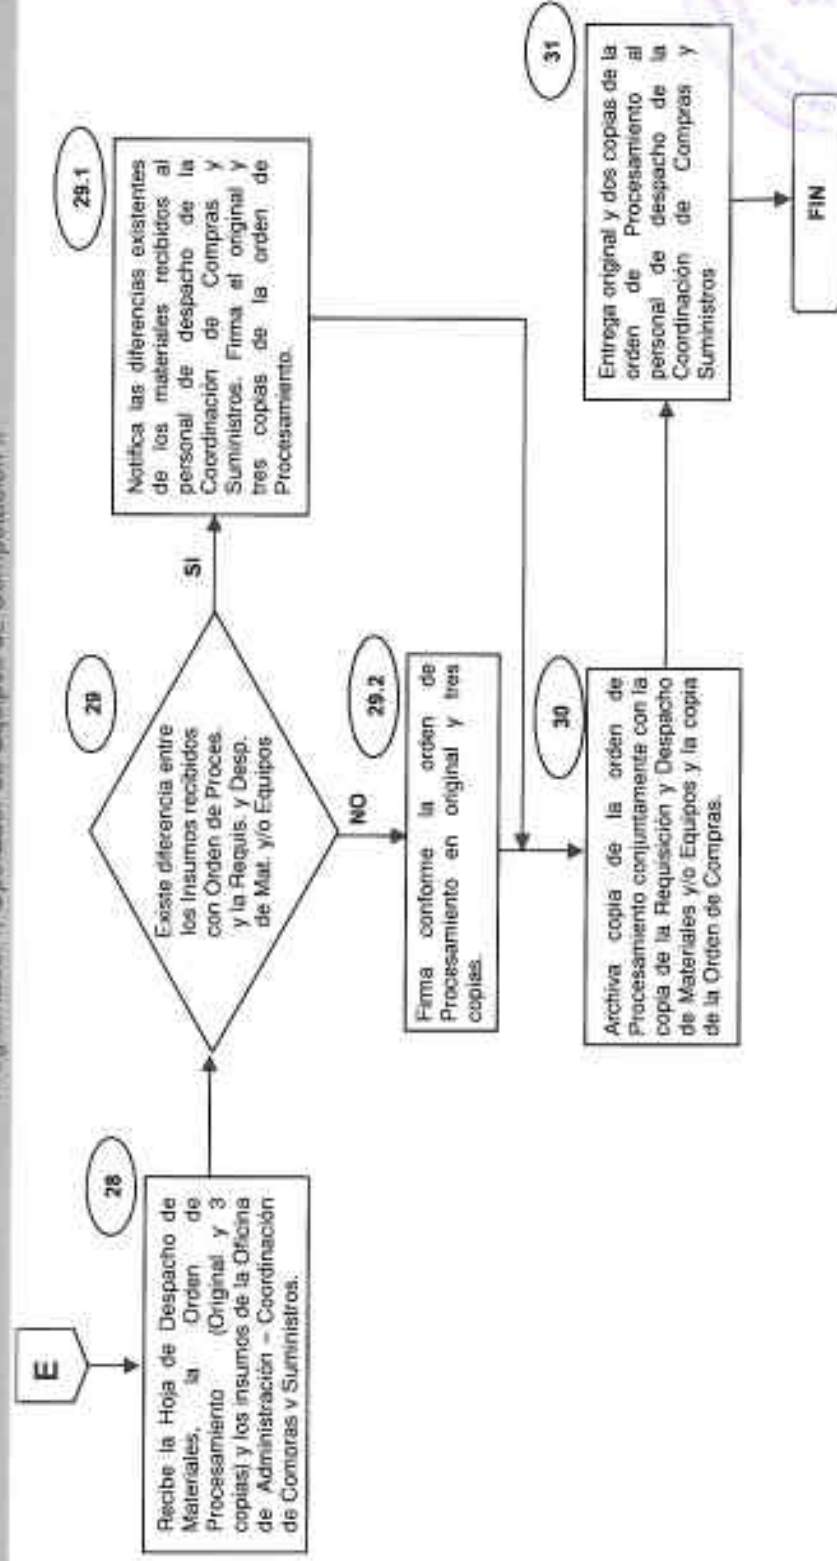 E
28
Recibe la Hoja de Despacho de
Materiales, la Orden de
Procesamiento (Original y 3
copias) y los insumos de la Oficina
de Administración – Coordinación
de Compras y Suministros.
29
Existe diferencia entre
los Insumos recibidos
con Orden de Proces.
y la Requis. y Desp.
de Mat. y/o Equipos
SI
29.1
Notifica las diferencias existentes
de los materiales recibidos al
personal de despacho de la
Coordinación de Compras y
Suministros. Firma el original y
tres copias de la orden de
Procesamiento.
NO
29.2
Firma conforme la orden de
Procesamiento en original y tres
copias.
30
Archiva copia de la orden de
Procesamiento conjuntamente con la
copia de la Requisición y Despacho
de Materiales y/o Equipos y la copia
de la Orden de Compras.
31
Entrega original y dos copias de la
orden de Procesamiento al
personal de despacho de la
Coordinación de Compras y
Suministros
FIN